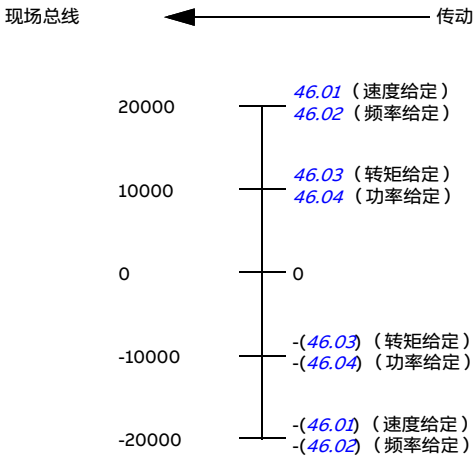 现场总线 传动
46.01（速度给定）
20000
46.02（频率给定）
46.03（转矩给定）
10000
46.04（功率给定）
0 0
-(46.03)（转矩给定）
-10000
-(46.04)（功率给定）
-(46.01)（速度给定）
-20000
-(46.02)（频率给定）